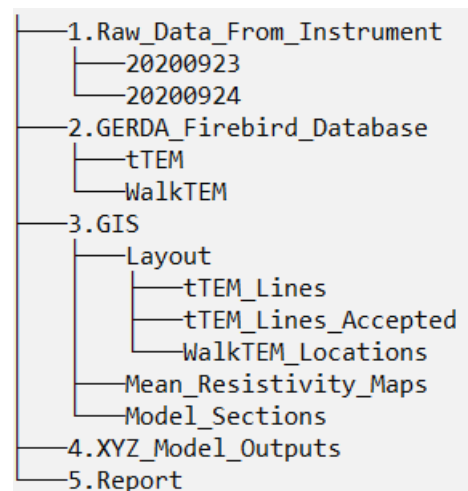 1.Raw_Data_From_Instrument
20200923
20200924
2.GERDA_Firebird_Database
tTEM
WalkTEM
3.GIS
Layout
tTEM_Lines
tTEM_Lines_Accepted
WalkTEM_Locations
Mean_Resistivity_Maps
Model_Sections
4.XYZ_Model_Outputs
5.Report